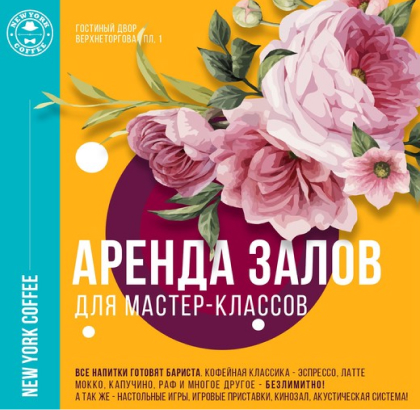 NEW YORK
COFFEE
ГОСТИНЫЙ ДВОР
ВЕРХНЕТОРГОВАЯ ПЛ. 1
АРЕНДА ЗАЛОВ
ДЛЯ МАСТЕР-КЛАССОВ
NEW YORK COFFEE
ВСЕ НАПИТКИ ГОТОВЯТ БАРИСТА. КОФЕЙНАЯ КЛАССИКА - ЭСПРЕССО, ЛАТТЕ
МОККО, КАПУЧИНО, РАФ И МНОГОЕ ДРУГОЕ - БЕЗЛИМИТНО!
А ТАК ЖЕ - НАСТОЛЬНЫЕ ИГРЫ, ИГРОВЫЕ ПРИСТАВКИ, КИНОЗАЛ, АКУСТИЧЕСКАЯ СИСТЕМА!